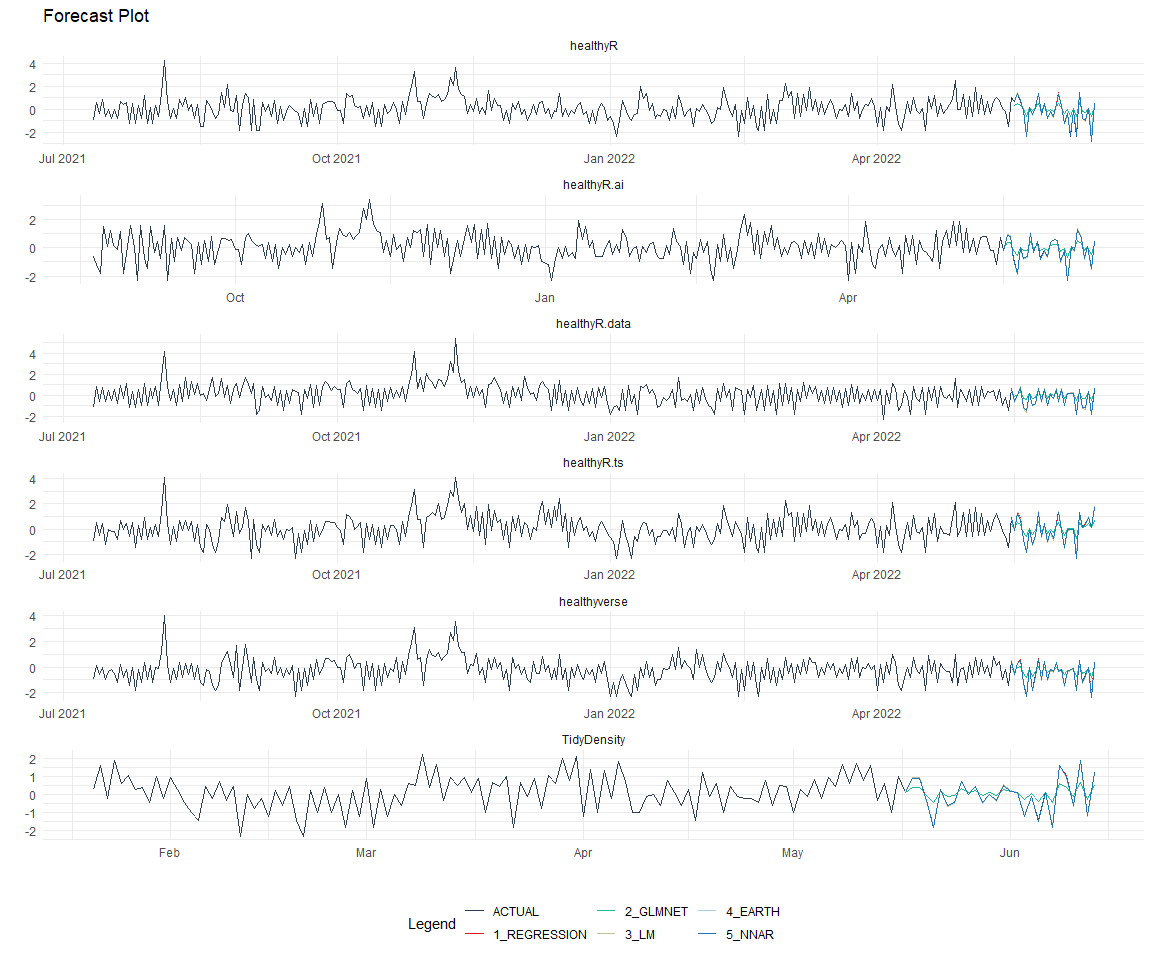 Forecast Plot
healthyR
4
2
0
-2
Jul 2021 Oct 2021 Jan 2022 Apr 2022
healthyR.ai
2
0
-2
Oct Jan Apr
healthyR.data
4
2
0
-2
Jul 2021 Oct 2021 Jan 2022 Apr 2022
healthyR.ts
4
2
0
-2
Jul 2021 Oct 2021 Jan 2022 Apr 2022
healthyverse
4
2
0
-2
Jul 2021 Oct 2021 Jan 2022 Apr 2022
TidyDensity
2
1
0
-1
-2
Feb Mar Apr May Jun
Legend
ACTUAL 2_GLMNET 4_EARTH
1_REGRESSION 3_LM 5_NNAR